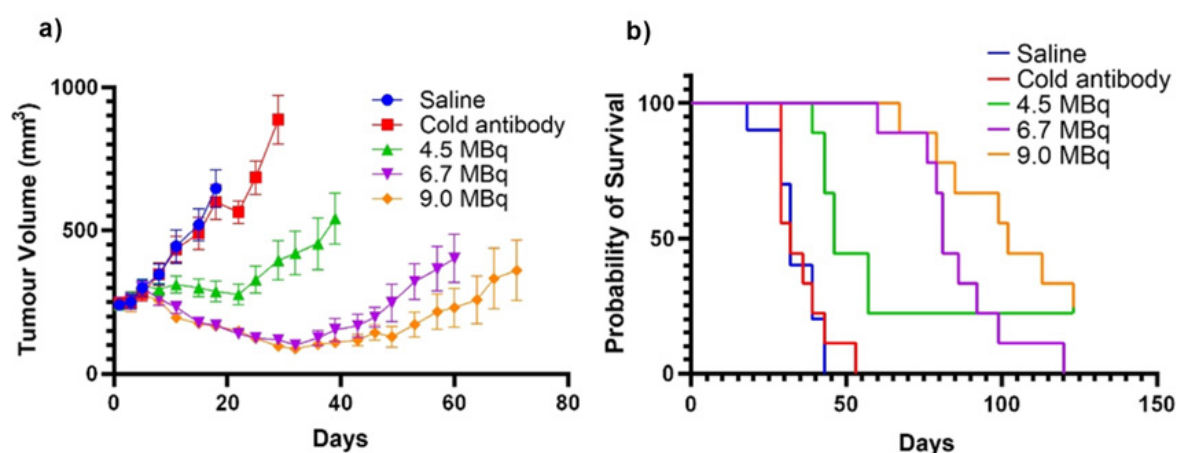 a)
Tumour Volume (mm³)
1000
500
0
0 20 40 60 80
Days
Saline
Cold antibody
4.5 MBq
6.7 MBq
9.0 MBq
b)
Probability of Survival
100
50
0
0 50 100 150
Days
Saline
Cold antibody
4.5 MBq
6.7 MBq
9.0 MBq